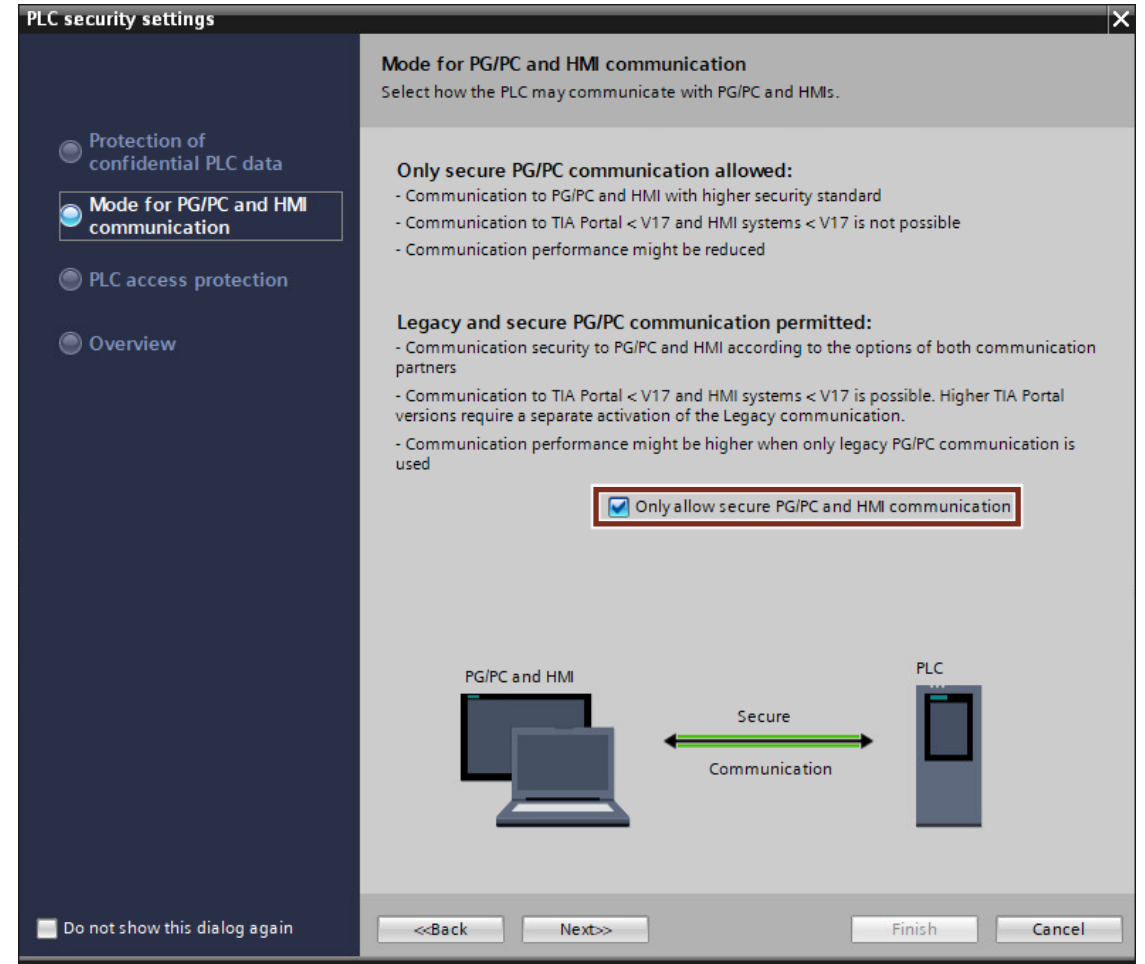 PLC security settings
Mode for PG/PC and HMI communication
Select how the PLC may communicate with PG/PC and HMIs.
Protection of
confidential PLC data
Mode for PG/PC and HMI
communication
PLC access protection
Overview
Only secure PG/PC communication allowed:
- Communication to PG/PC and HMI with higher security standard
- Communication to TIA Portal < V17 and HMI systems < V17 is not possible
- Communication performance might be reduced
Legacy and secure PG/PC communication permitted:
- Communication security to PG/PC and HMI according to the options of both communication
partners
- Communication to TIA Portal < V17 and HMI systems < V17 is possible. Higher TIA Portal
versions require a separate activation of the Legacy communication.
- Communication performance might be higher when only legacy PG/PC communication is
used
Only allow secure PG/PC and HMI communication
PG/PC and HMI
PLC
Secure
Communication
Do not show this dialog again
<<Back
Next>>
Finish
Cancel